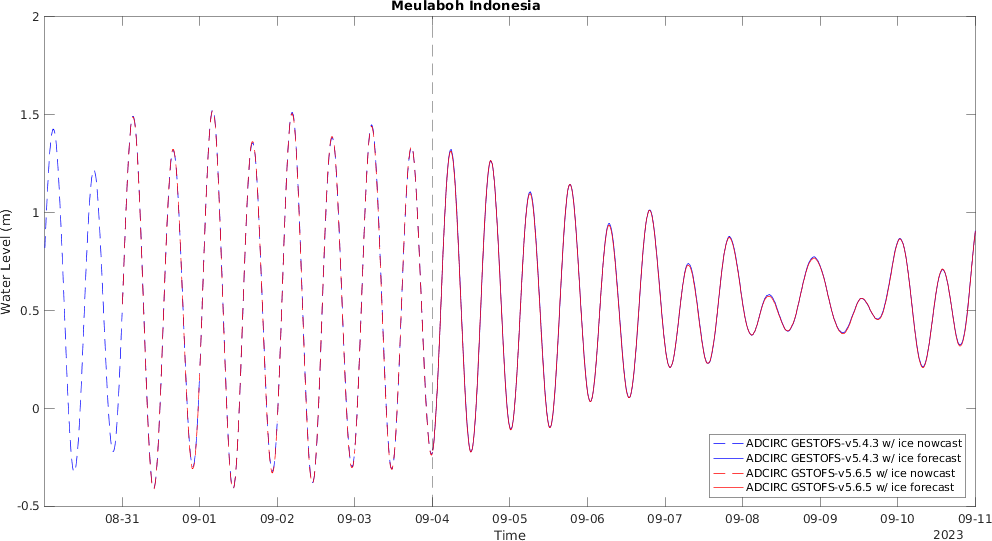 Meulaboh Indonesia
2
1.5
1
0.5
0
-0.5
Water Level (m)
ADCIRC GESTOFS-v5.4.3 w/ ice nowcast
ADCIRC GESTOFS-v5.4.3 w/ ice forecast
ADCIRC GSTOFS-v5.6.5 w/ ice nowcast
ADCIRC GSTOFS-v5.6.5 w/ ice forecast
08-31 09-01 09-02 09-03 09-04 09-05 09-06 09-07 09-08 09-09 09-10 09-11
Time
2023